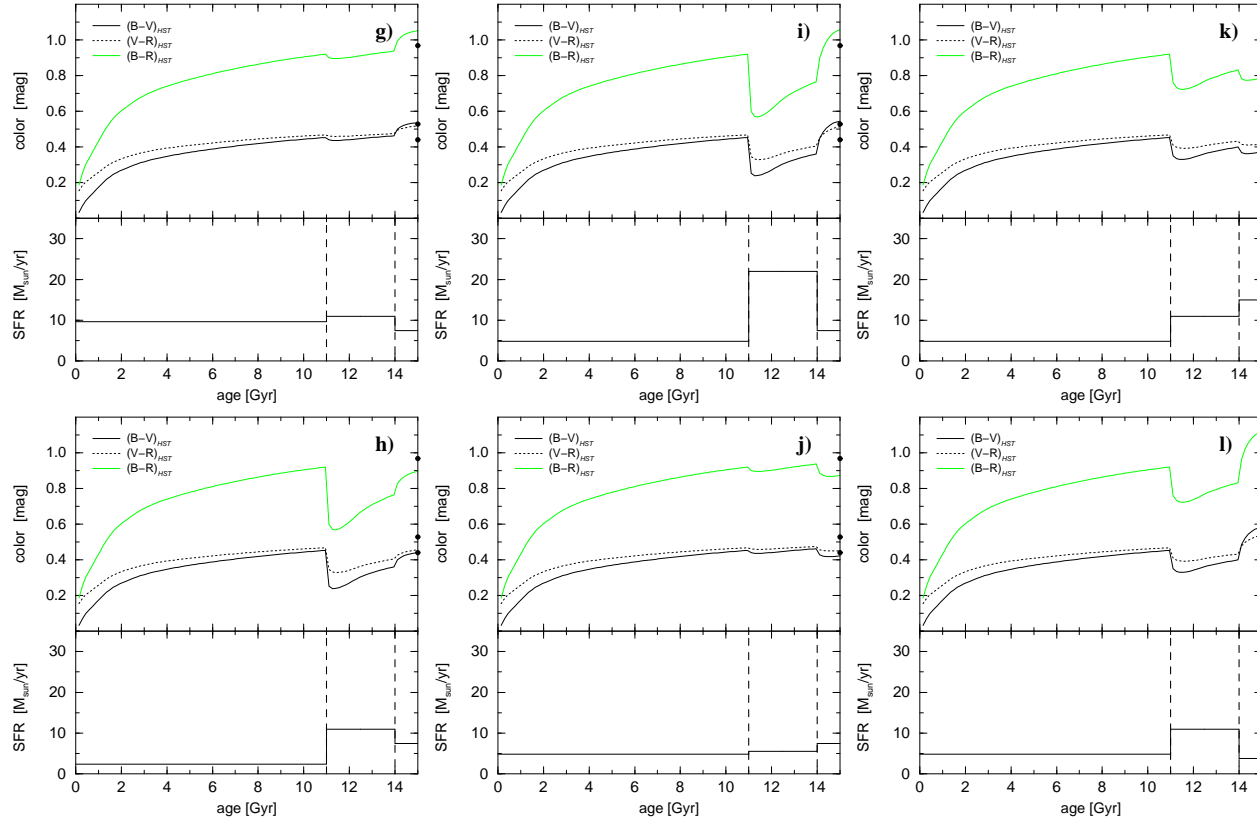 (B−V)HST g)
(V−R)HST
(B−R)HST
1.0
0.8
0.6
0.4
0.2
color [mag]
30
20
10
0
SFR [Msun/yr]
0 2 4 6 8 10 12 14
age [Gyr]
(B−V)HST i)
(V−R)HST
(B−R)HST
1.0
0.8
0.6
0.4
0.2
color [mag]
30
20
10
0
SFR [Msun/yr]
0 2 4 6 8 10 12 14
age [Gyr]
(B−V)HST k)
(V−R)HST
(B−R)HST
1.0
0.8
0.6
0.4
0.2
color [mag]
30
20
10
0
SFR [Msun/yr]
0 2 4 6 8 10 12 14
age [Gyr]
(B−V)HST h)
(V−R)HST
(B−R)HST
1.0
0.8
0.6
0.4
0.2
color [mag]
30
20
10
0
SFR [Msun/yr]
0 2 4 6 8 10 12 14
age [Gyr]
(B−V)HST j)
(V−R)HST
(B−R)HST
1.0
0.8
0.6
0.4
0.2
color [mag]
30
20
10
0
SFR [Msun/yr]
0 2 4 6 8 10 12 14
age [Gyr]
(B−V)HST l)
(V−R)HST
(B−R)HST
1.0
0.8
0.6
0.4
0.2
color [mag]
30
20
10
0
SFR [Msun/yr]
0 2 4 6 8 10 12 14
age [Gyr]